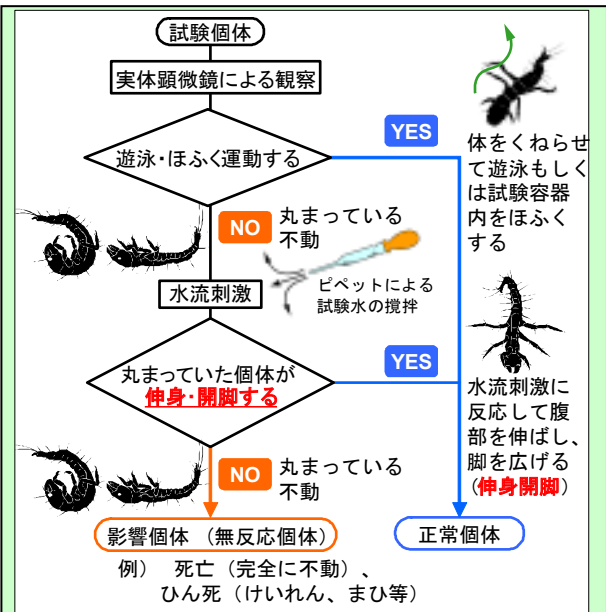 試験個体
実体顕微鏡による観察
遊泳・ほふく運動する
YES
体をくねらせ
て遊泳もしく
は試験容器
内をほふく
する
NO 丸まっている
不動
ピペットによる
試験水の撹拌
水流刺激
丸まっていた個体が
伸身・開脚する
YES
水流刺激に
反応して腹
部を伸ばし、
脚を広げる
(伸身開脚)
NO 丸まっている
不動
影響個体(無反応個体)
正常個体
例) 死亡(完全に不動)、
ひん死(けいれん、まひ等)